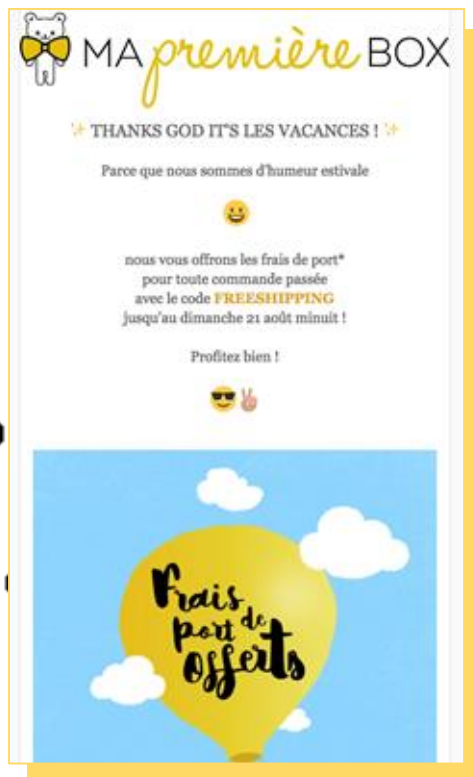 MA première BOX
✨ THANKS GOD IT'S LES VACANCES ! ✨
Parce que nous sommes d'humeur estivale
😀
nous vous offrons les frais de port*
pour toute commande passée
avec le code FREESHIPPING
jusqu'au dimanche 21 août minuit !
Profitez bien !
😎✌
Frais
de
port
offerts